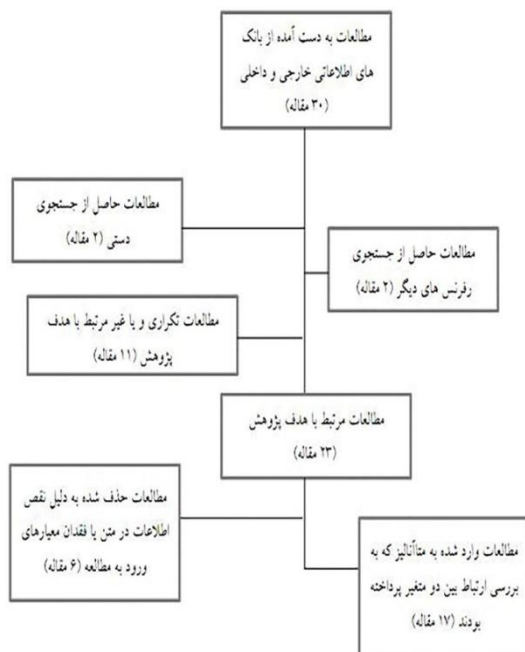 مطالعات به دست آمده از بانک
های اطلاعاتی خارجی و داخلی
(۳۰ مقاله)
مطالعات حاصل از جستجوی
دستی (۲ مقاله)
مطالعات حاصل از جستجوی
رفرنس های دیگر (۲ مقاله)
مطالعات تکراری و یا غیر مرتبط با هدف
پژوهش (۱۱ مقاله)
مطالعات مرتبط با هدف پژوهش
(۲۳ مقاله)
مطالعات حذف شده به دلیل نقص
اطلاعات در متن یا فقدان معیارهای
ورود به مطالعه (۶ مقاله)
مطالعات وارد شده به متاآنالیز که به
بررسی ارتباط بین دو متغیر پرداخته
بودند (۱۷ مقاله)